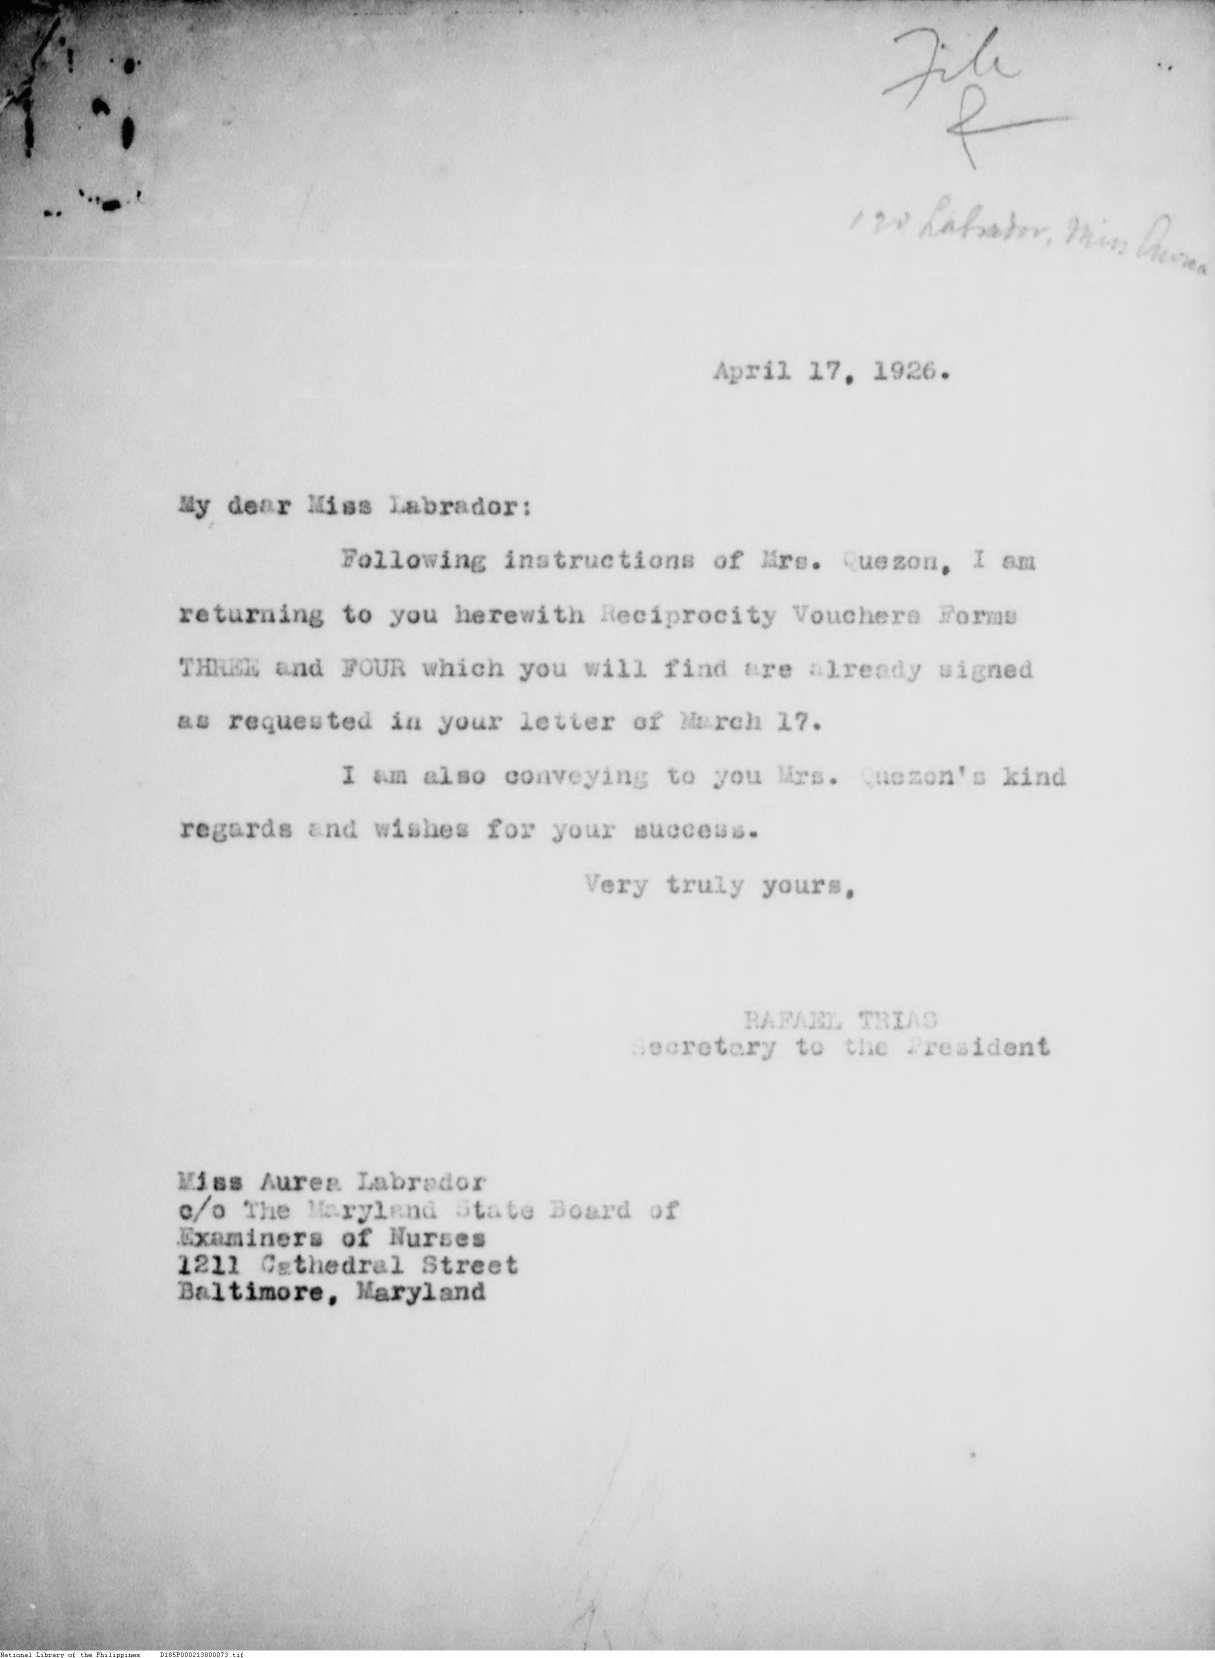 File
R
120 Labrador, Miss Aurea
April 17, 1926.
My dear Miss Labrador:
Following instructions of Mrs. Quezon, I am
returning to you herewith Reciprocity Vouchers Forms
THREE and FOUR which you will find are already signed
as requested in your letter of March 17.
I am also conveying to you Mrs. Quezon's kind
regards and wishes for your success.
Very truly yours,
RAFAEL TRIAS
Secretary to the President
Miss Aurea Labrador
c/o The Maryland State Board of
Examiners of Nurses
1211 Cathedral Street
Baltimore, Maryland
National Library of the Philippines D185P000213800073.tif